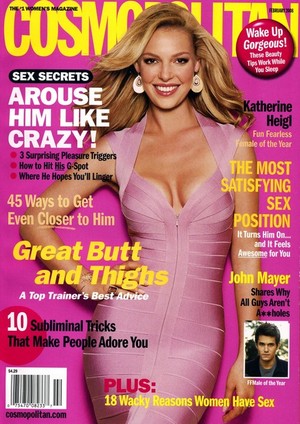 THE #1 WOMEN'S MAGAZINE
COSMOPOLITAN
FEBRUARY 2008
Wake Up
Gorgeous!
These Beauty
Tips Work While
You Sleep
SEX SECRETS
AROUSE
HIM LIKE
CRAZY!
• 3 Surprising Pleasure Triggers
• How to Hit His G-Spot
• Where He Hopes You'll Linger
Katherine
Heigl
Fun Fearless
Female of the Year
45 Ways to Get
Even Closer to Him
THE MOST
SATISFYING
SEX
POSITION
It Turns Him On...
and It Feels
Awesome for You
Great Butt
and Thighs
A Top Trainer's Best Advice
John Mayer
Shares Why
All Guys Aren't
A**holes
FFMale of the Year
10 Subliminal Tricks
That Make People Adore You
$4.29
cosmopolitan.com
PLUS:
18 Wacky Reasons Women Have Sex